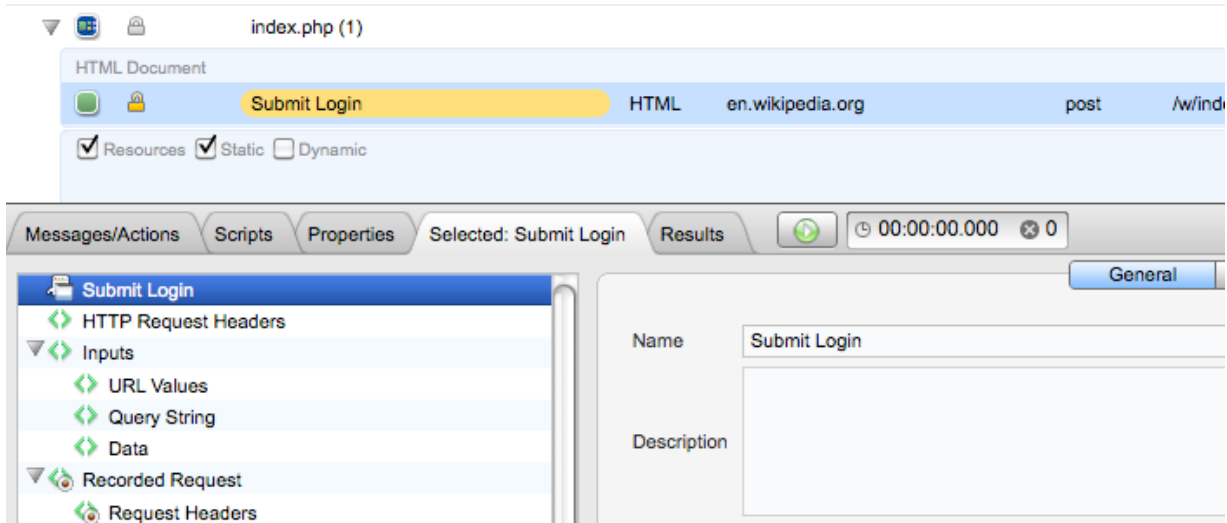 index.php (1)
HTML Document
Submit Login HTML en.wikipedia.org post /w/ind
Resources Static Dynamic
Messages/Actions Scripts Properties Selected: Submit Login Results 00:00:00.000 0
Submit Login
General
HTTP Request Headers
Name Submit Login
Inputs
URL Values
Query String
Description
Data
Recorded Request
Request Headers